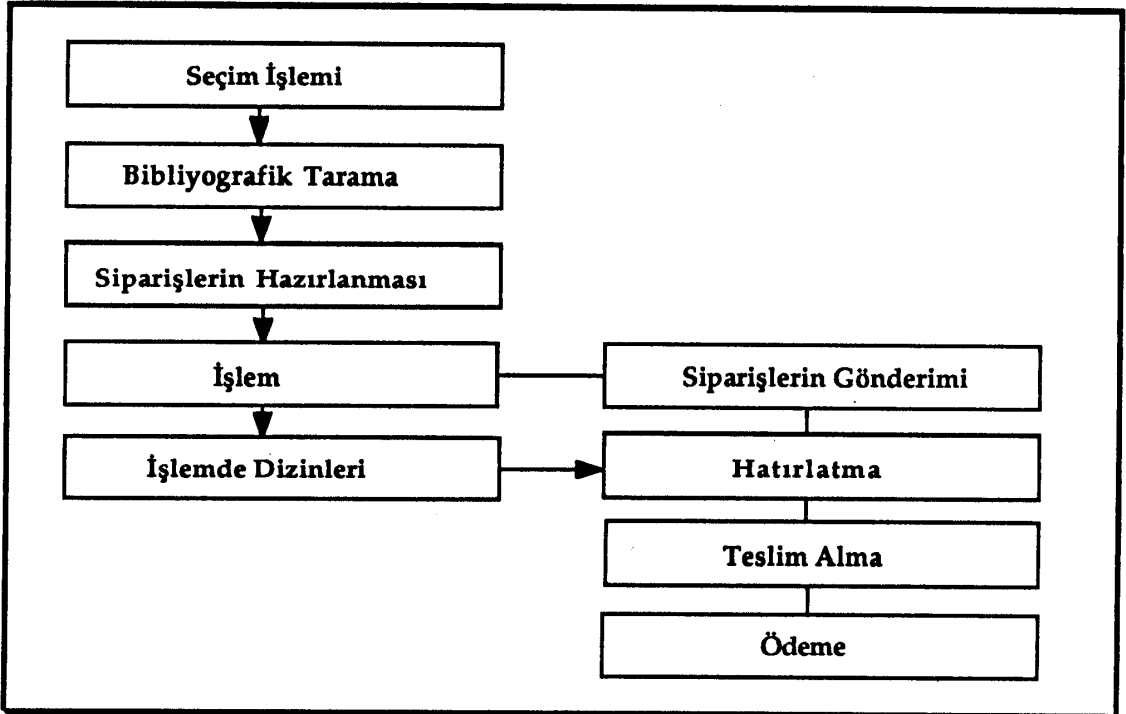 Seçim İşlemi
Bibliyografik Tarama
Siparişlerin Hazırlanması
İşlem
İşlemde Dizinleri
Siparişlerin Gönderimi
Hatırlatma
Teslim Alma
Ödeme